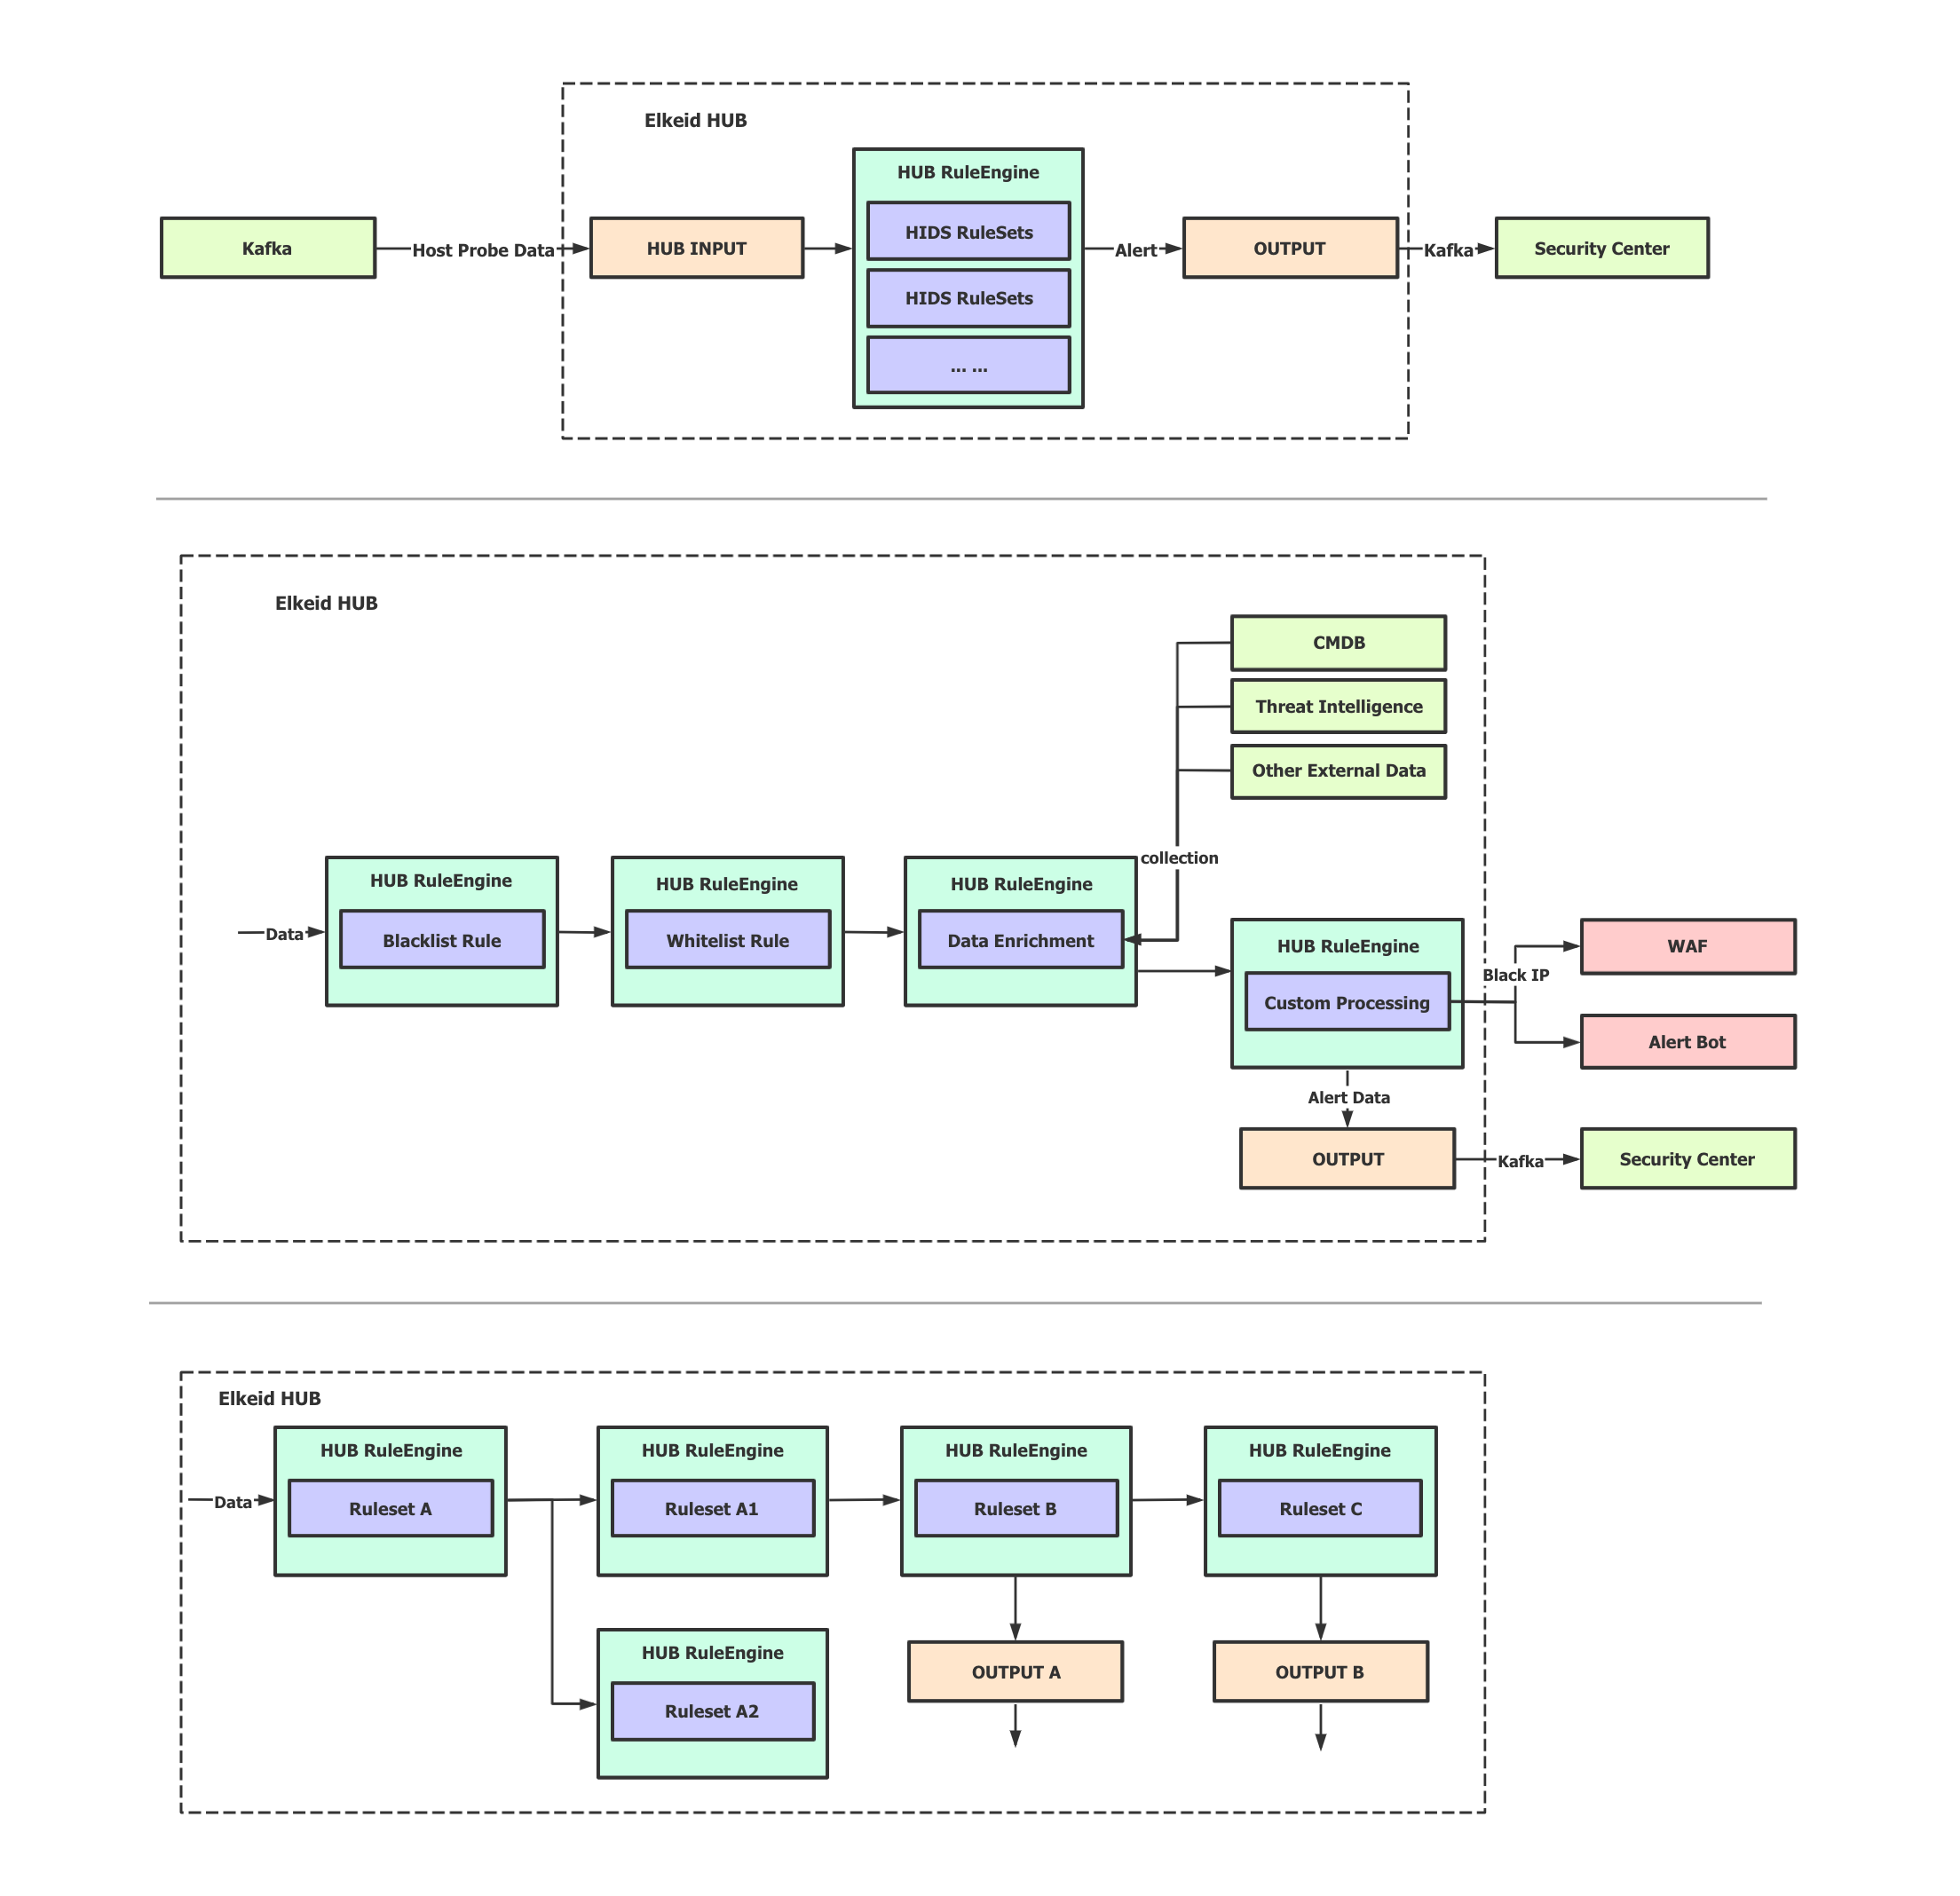 Elkeid HUB
HUB RuleEngine
Kafka
Host Probe Data
HUB INPUT
HIDS RuleSets
HIDS RuleSets
... ...
Alert
OUTPUT
Kafka
Security Center
Elkeid HUB
CMDB
Threat Intelligence
Other External Data
collection
Data
HUB RuleEngine
Blacklist Rule
HUB RuleEngine
Whitelist Rule
HUB RuleEngine
Data Enrichment
HUB RuleEngine
Custom Processing
Black IP
WAF
Alert Bot
Alert Data
OUTPUT
Kafka
Security Center
Elkeid HUB
Data
HUB RuleEngine
Ruleset A
HUB RuleEngine
Ruleset A1
HUB RuleEngine
Ruleset B
HUB RuleEngine
Ruleset C
HUB RuleEngine
Ruleset A2
OUTPUT A
OUTPUT B